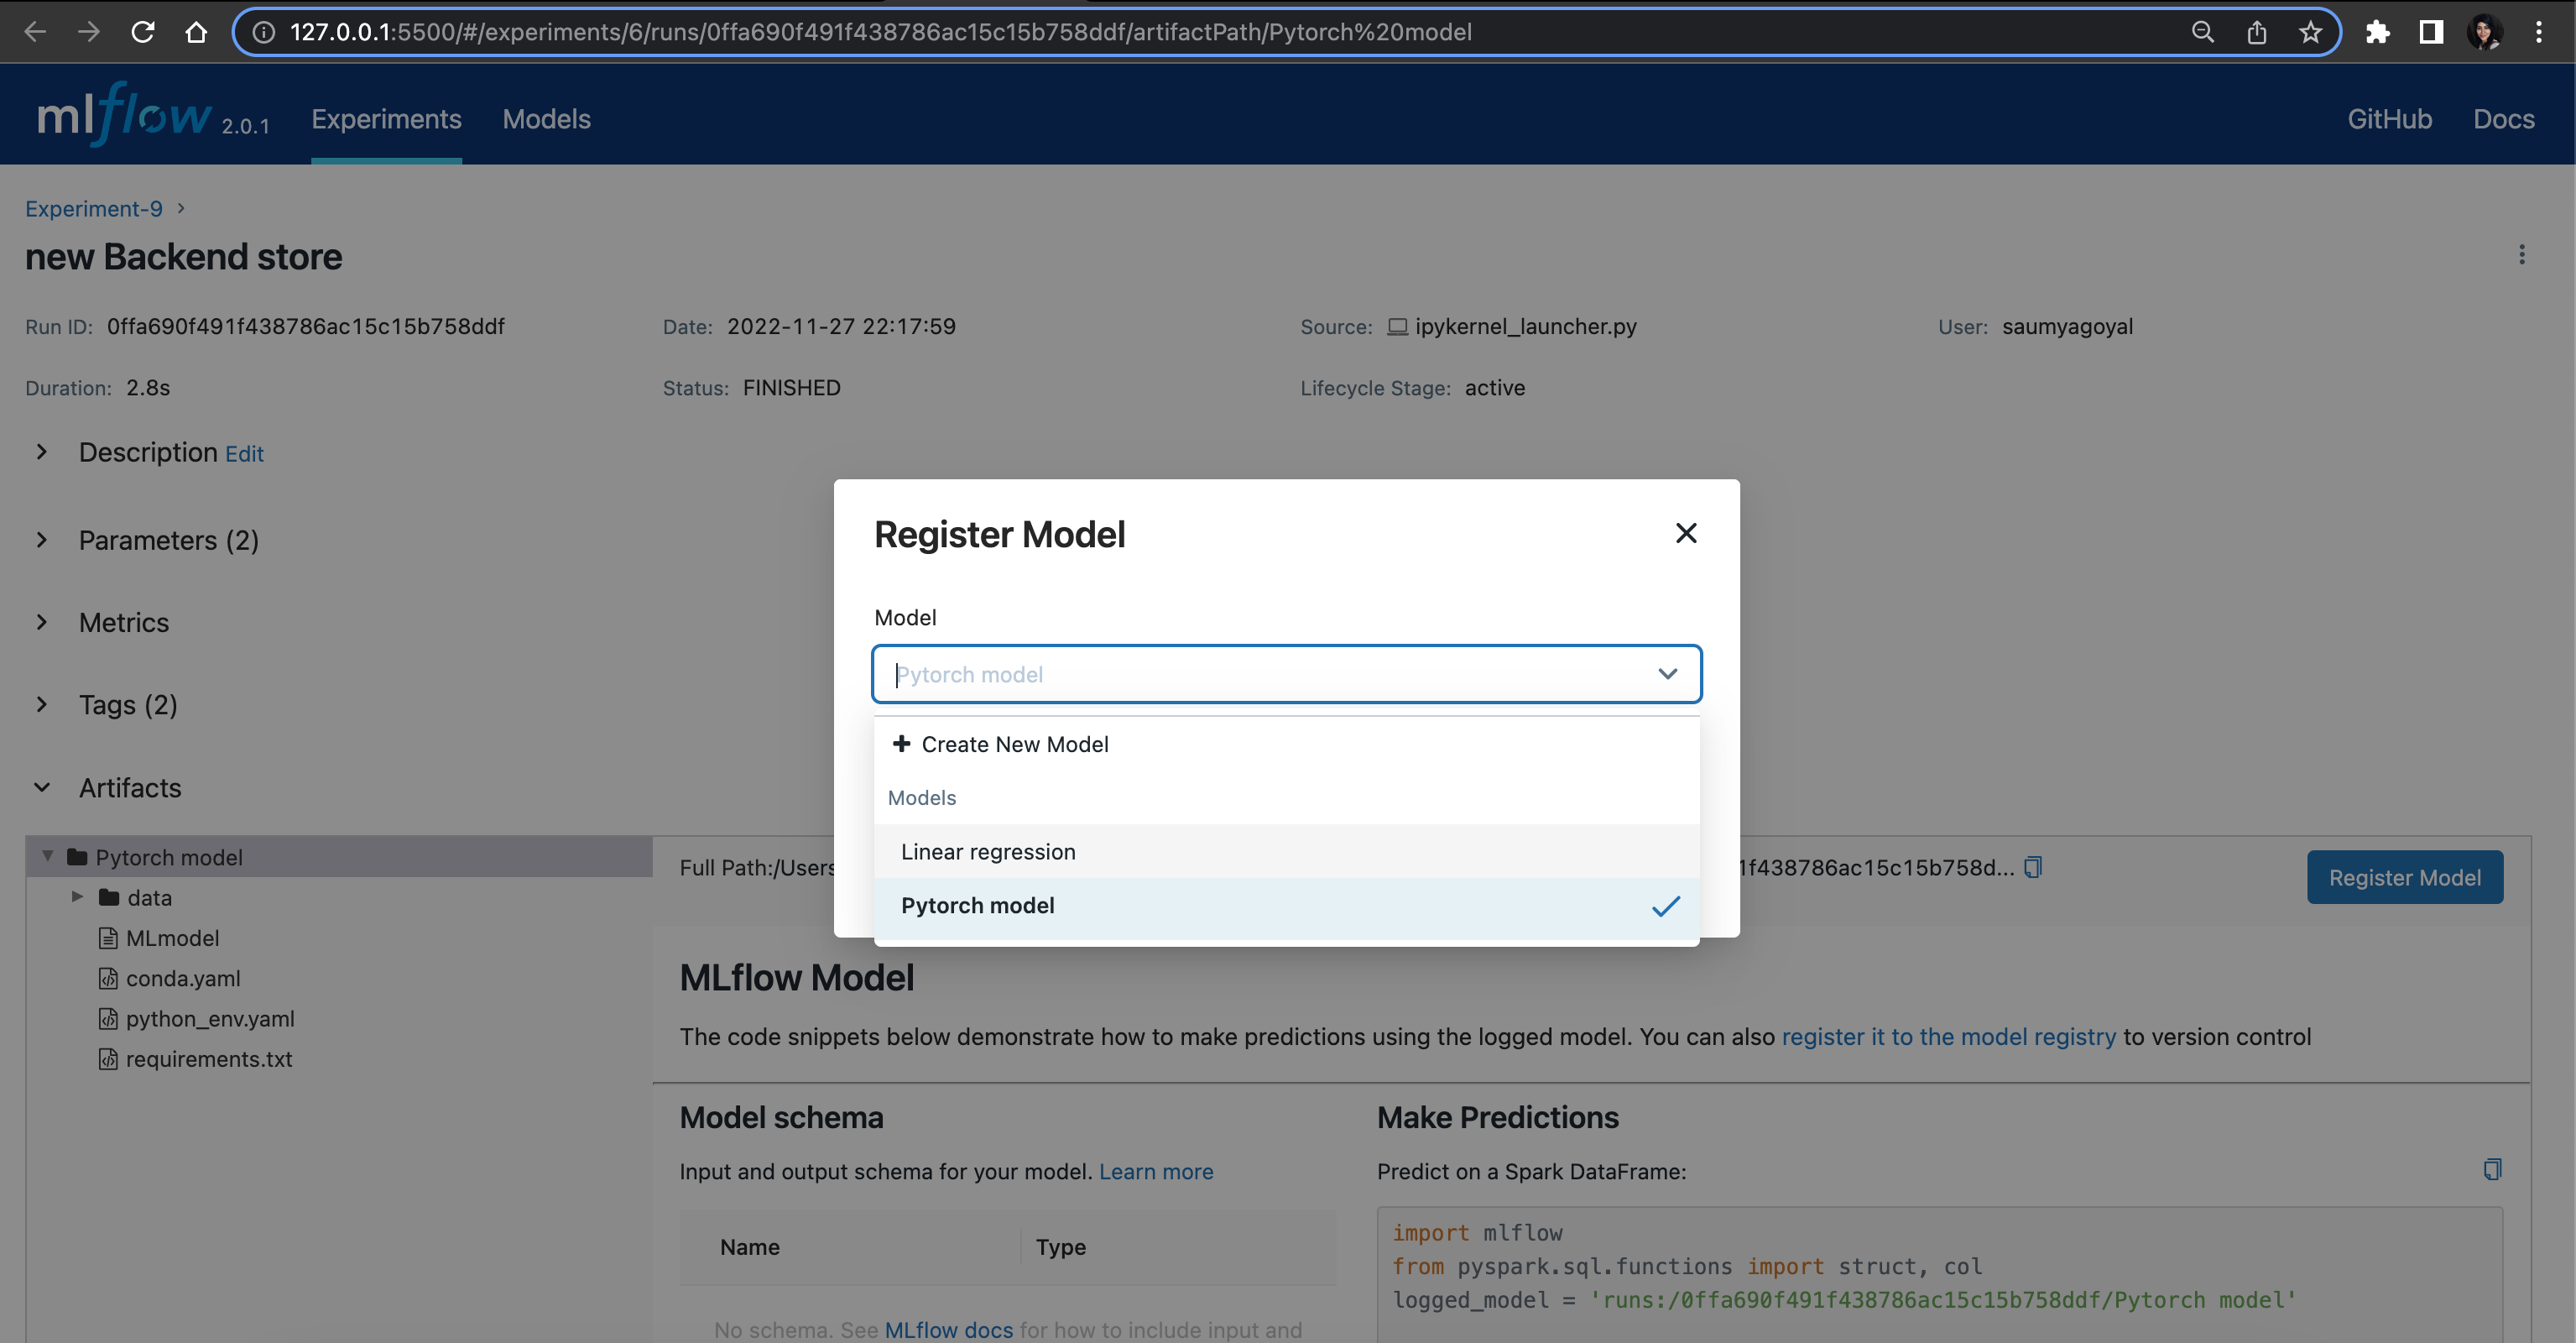 127.0.0.1:5500/#/experiments/6/runs/0ffa690f491f438786ac15c15b758ddf/artifactPath/Pytorch%20model
mlflow 2.0.1 Experiments Models GitHub Docs
Experiment-9 >
new Backend store
Run ID: 0ffa690f491f438786ac15c15b758ddf Date: 2022-11-27 22:17:59 Source: ipykernel_launcher.py User: saumyagoyal
Duration: 2.8s Status: FINISHED Lifecycle Stage: active
Description Edit
Parameters (2)
Metrics
Tags (2)
Artifacts
Register Model
Model
Pytorch model
Create New Model
Models
Linear regression
Pytorch model
Pytorch model
data
MLmodel
conda.yaml
python_env.yaml
requirements.txt
Full Path:/Users 1f438786ac15c15b758d... Register Model
MLflow Model
The code snippets below demonstrate how to make predictions using the logged model. You can also register it to the model registry to version control
Model schema
Input and output schema for your model. Learn more
Name Type
No schema. See MLflow docs for how to include input and
Make Predictions
Predict on a Spark DataFrame:
import mlflow
from pyspark.sql.functions import struct, col
logged_model = 'runs:/0ffa690f491f438786ac15c15b758ddf/Pytorch model'